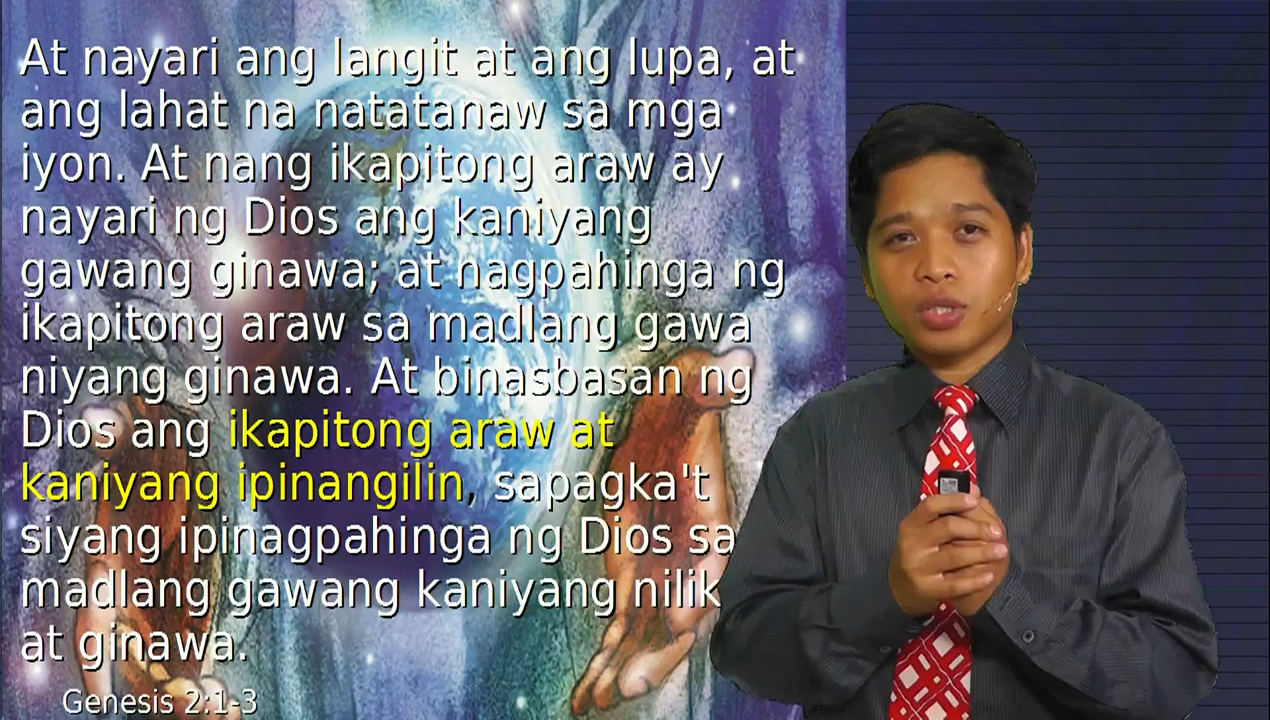 At nayari ang langit at ang lupa, at
ang lahat na natatanaw sa mga
iyon. At nang ikapitong araw ay
nayari ng Dios ang kaniyang
gawang ginawa; at nagpahinga ng
ikapitong araw sa madlang gawa
niyang ginawa. At binasbasan ng
Dios ang ikapitong araw at
kaniyang ipinangilin, sapagka't
siyang ipinagpahinga ng Dios sa
madlang gawang kaniyang nilik
at ginawa.
Genesis 2:1-3